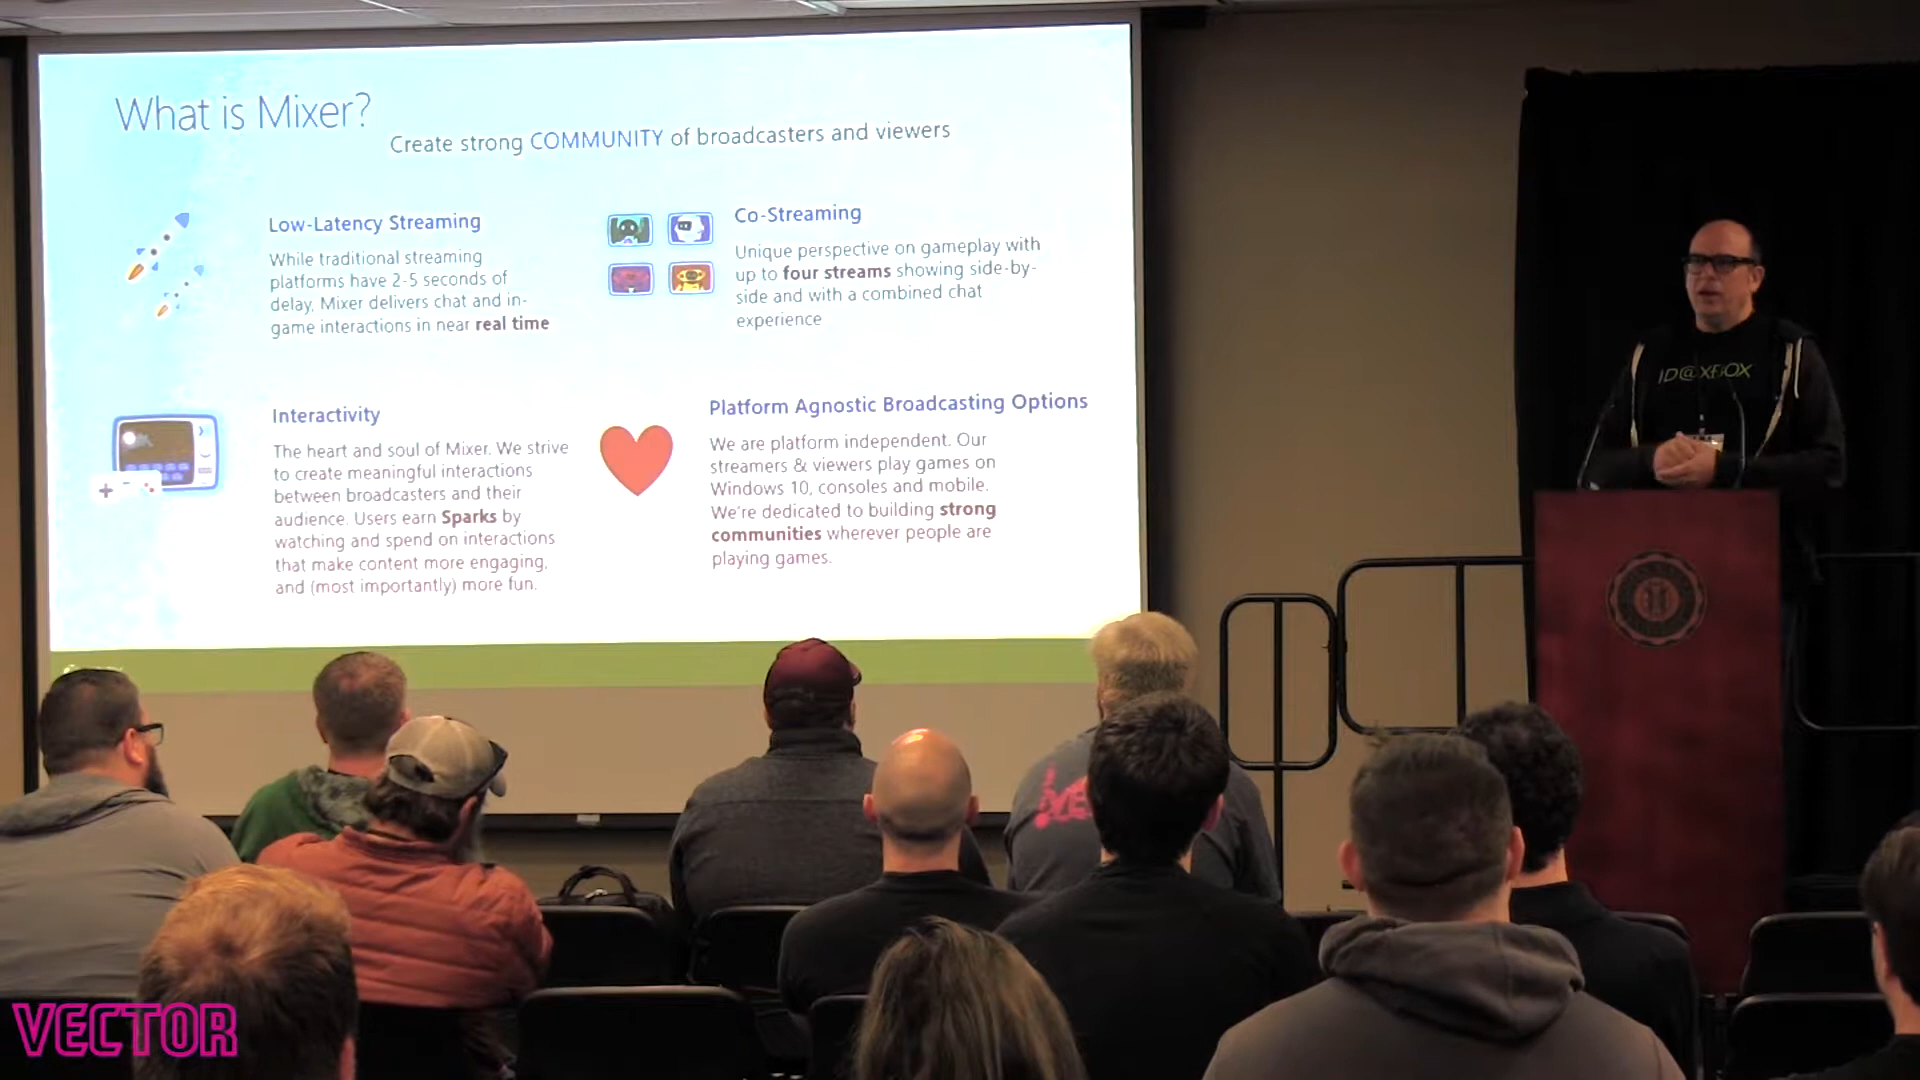 What is Mixer?
Create strong COMMUNITY of broadcasters and viewers
Low-Latency Streaming
While traditional streaming
platforms have 2-5 seconds of
delay, Mixer delivers chat and in-
game interactions in near real time
Co-Streaming
Unique perspective on gameplay with
up to four streams showing side-by-
side and with a combined chat
experience
Interactivity
The heart and soul of Mixer. We strive
to create meaningful interactions
between broadcasters and their
audience. Users earn Sparks by
watching and spend on interactions
that make content more engaging,
and (most importantly) more fun.
Platform Agnostic Broadcasting Options
We are platform independent. Our
streamers & viewers play games on
Windows 10, consoles and mobile.
We're dedicated to building strong
communities wherever people are
playing games.
ID@XBOX
VECTOR